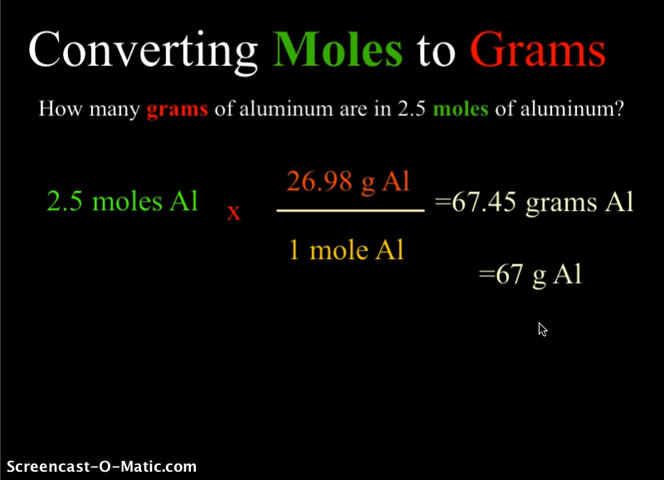 Converting Moles to Grams
How many grams of aluminum are in 2.5 moles of aluminum?
26.98 g Al
2.5 moles Al x =67.45 grams Al
1 mole Al
=67 g Al
Screencast-O-Matic.com